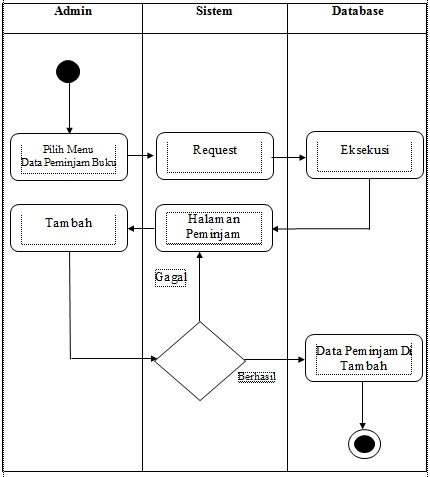 Admin
Sistem
Database
Pilih Menu
Data Peminjam Buku
Request
Eksekusi
Tambah
Halaman
Peminjam
Gagal
Berhasil
Data Peminjam Di
Tambah